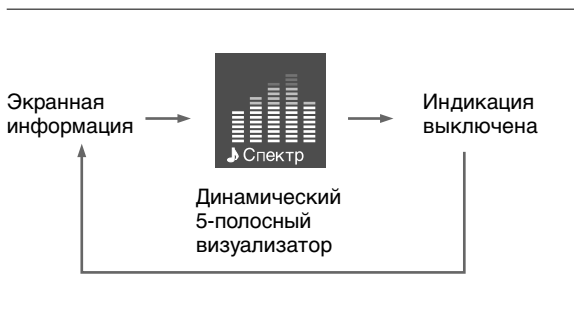 Экранная
информация
♪ Спектр
Динамический
5-полосный
визуализатор
Индикация
выключена